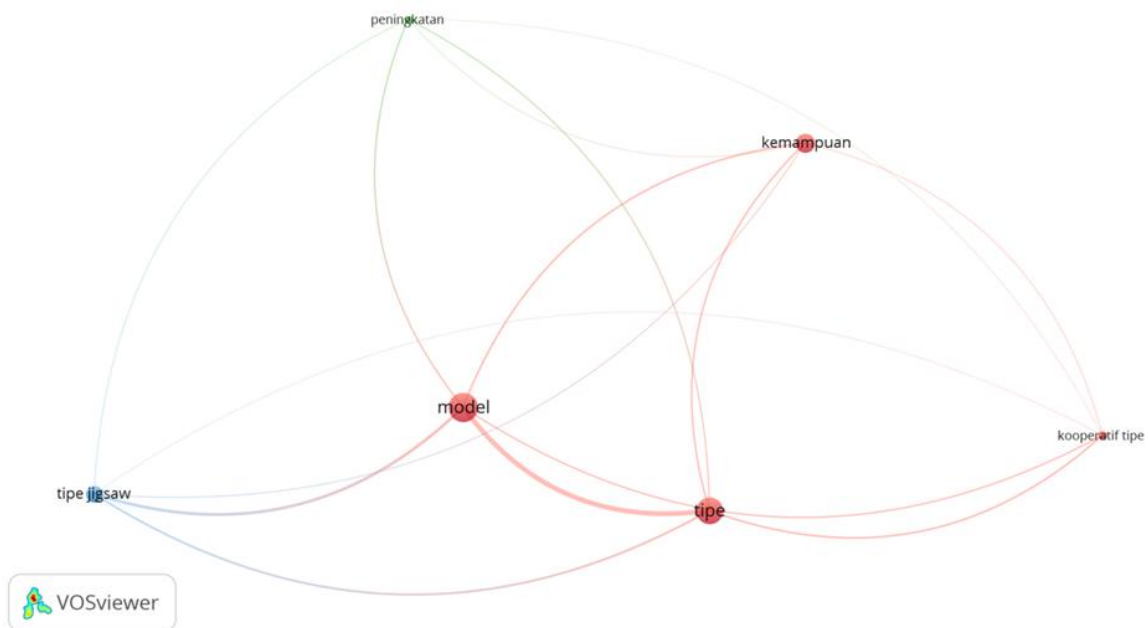 peningkatan
kemampuan
model
kooperatif tipe
tipe jigsaw
tipe
VOSviewer